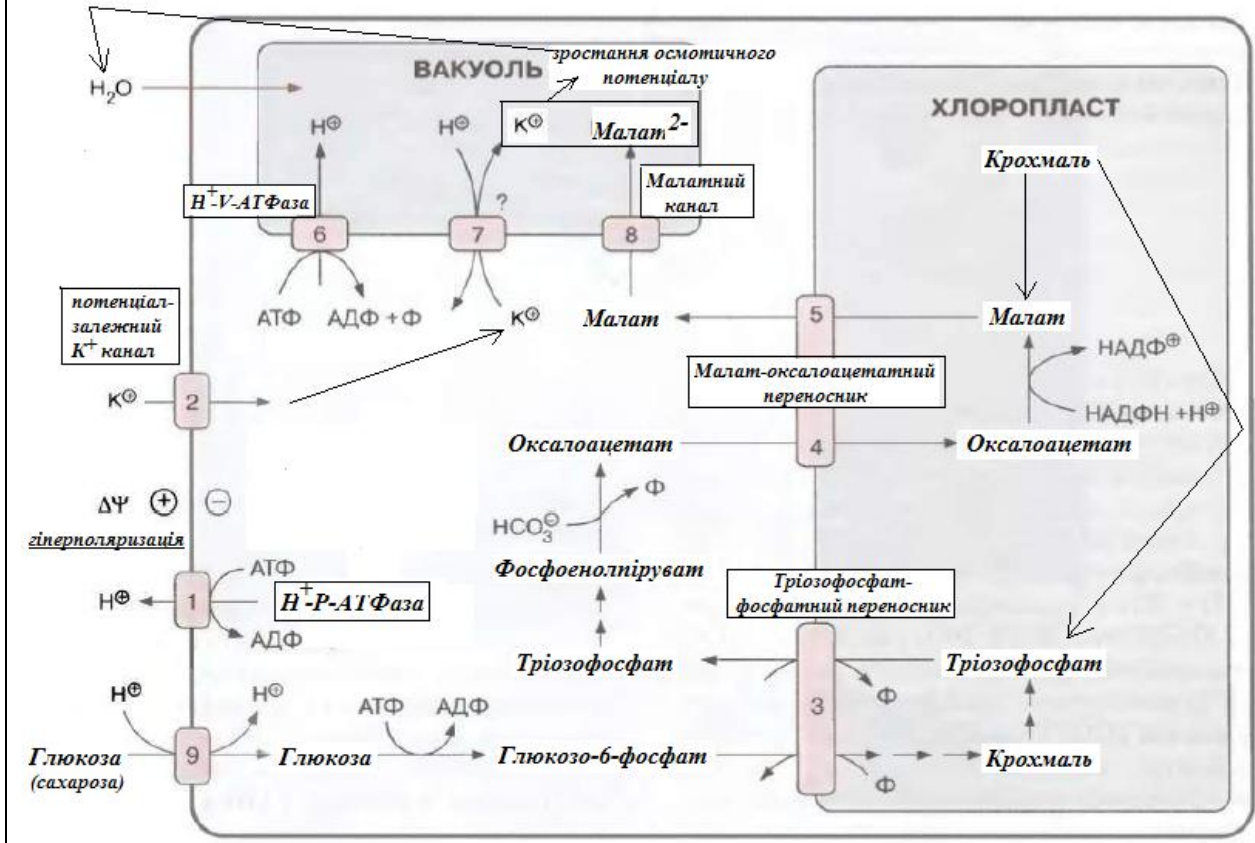 зростання осмотичного
потенціалу
ВАКУОЛЬ
ХЛОРОПЛАСТ
H₂O
H⊕
H⊕
K⊕
Малат2-
Крохмаль
H+-V-АТФаза
?
Малатний
канал
6
7
8
потенціал-
залежний
K+ канал
АТФ
АДФ + Ф
K⊕
Малат
5
Малат
НАДФ⊕
Малат-оксалоацетатний
переносник
K⊕
2
НАДФН + H⊕
Оксалоацетат
4
Оксалоацетат
Ф
ΔΨ ⊕ ⊖
HCO₃⊖
гіперполяризація
Фосфоенолпіруват
АТФ
Тріозофосфат-
фосфатний переносник
H⊕
1
H+-P-АТФаза
АДФ
Тріозофосфат
Тріозофосфат
H⊕
H⊕
АТФ
АДФ
3
Ф
Глюкоза
(сахароза)
9
Глюкоза
Глюкозо-6-фосфат
Крохмаль
Ф